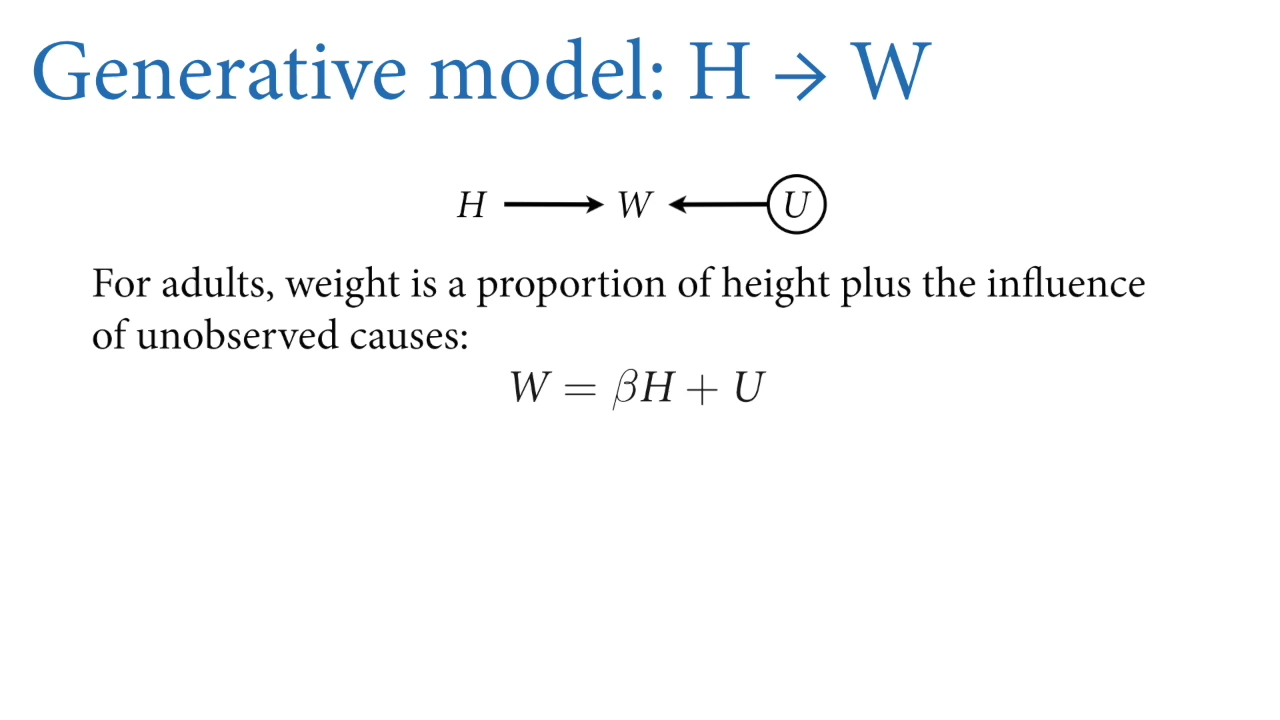 Generative model: H → W
H → W ← U
For adults, weight is a proportion of height plus the influence
of unobserved causes:
W = βH + U